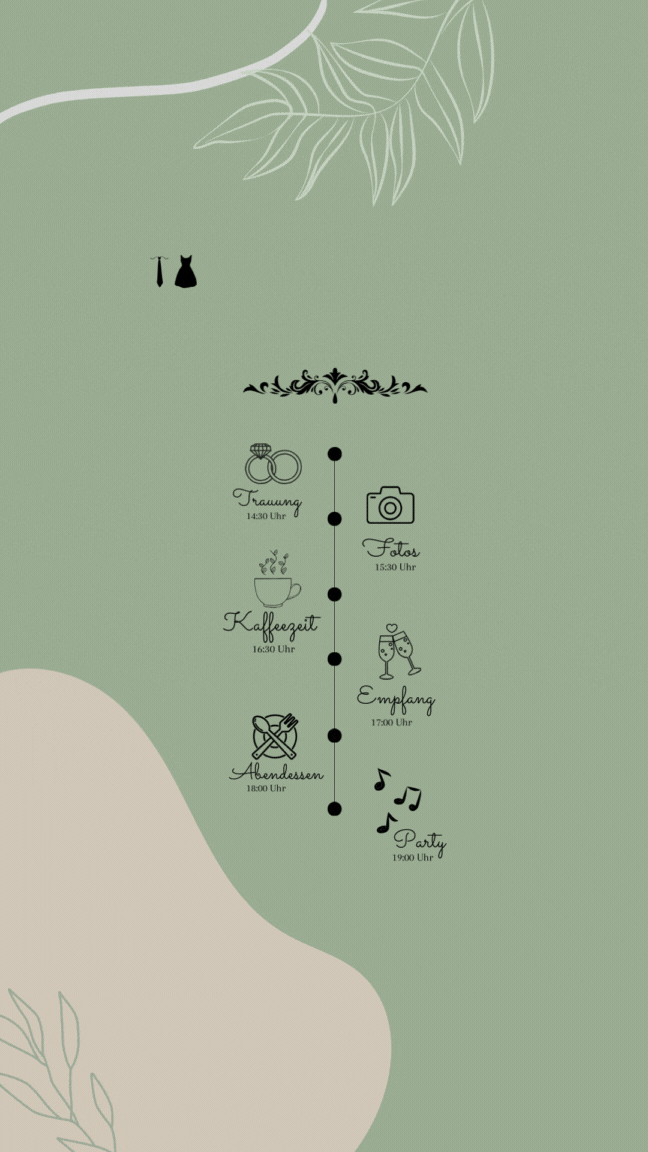 Trauung
14:30 Uhr
Fotos
15:30 Uhr
Kaffeezeit
16:30 Uhr
Empfang
17:00 Uhr
Abendessen
18:00 Uhr
Party
19:00 Uhr